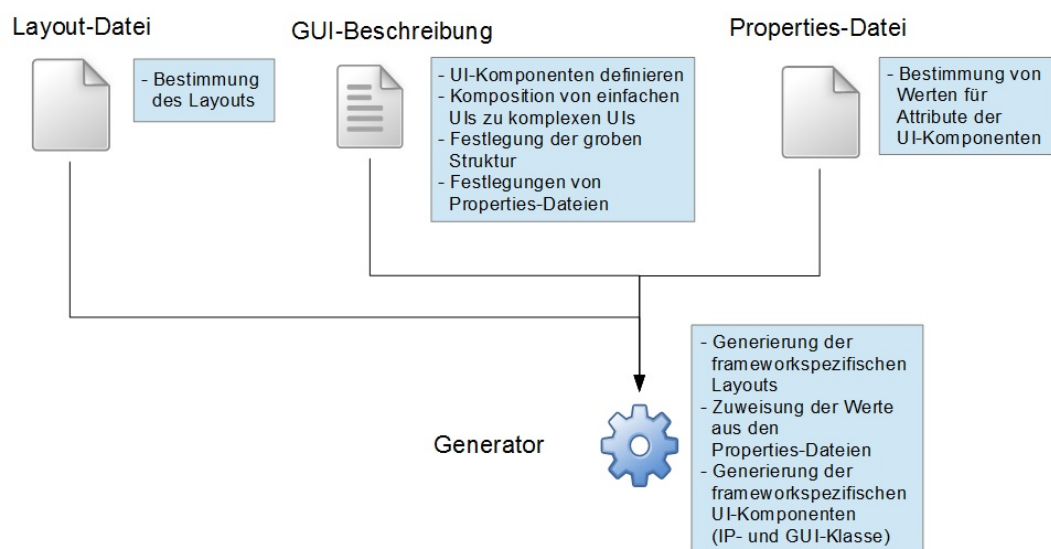 Layout-Datei
- Bestimmung
des Layouts
GUI-Beschreibung
- UI-Komponenten definieren
- Komposition von einfachen
UIs zu komplexen UIs
- Festlegung der groben
Struktur
- Festlegungen von
Properties-Dateien
Properties-Datei
- Bestimmung von
Werten für
Attribute der
UI-Komponenten
Generator
- Generierung der
frameworkspezifischen
Layouts
- Zuweisung der Werte
aus den
Properties-Dateien
- Generierung der
frameworkspezifischen
UI-Komponenten
(IP- und GUI-Klasse)